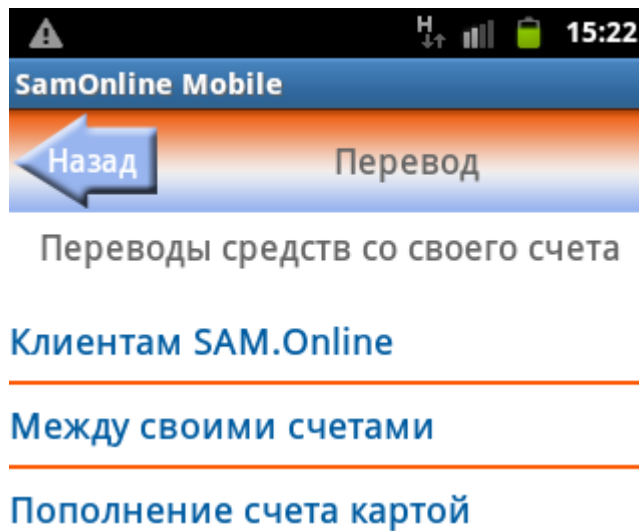 H 15:22
SamOnline Mobile
Назад Перевод
Переводы средств со своего счета
Клиентам SAM.Online
Между своими счетами
Пополнение счета картой